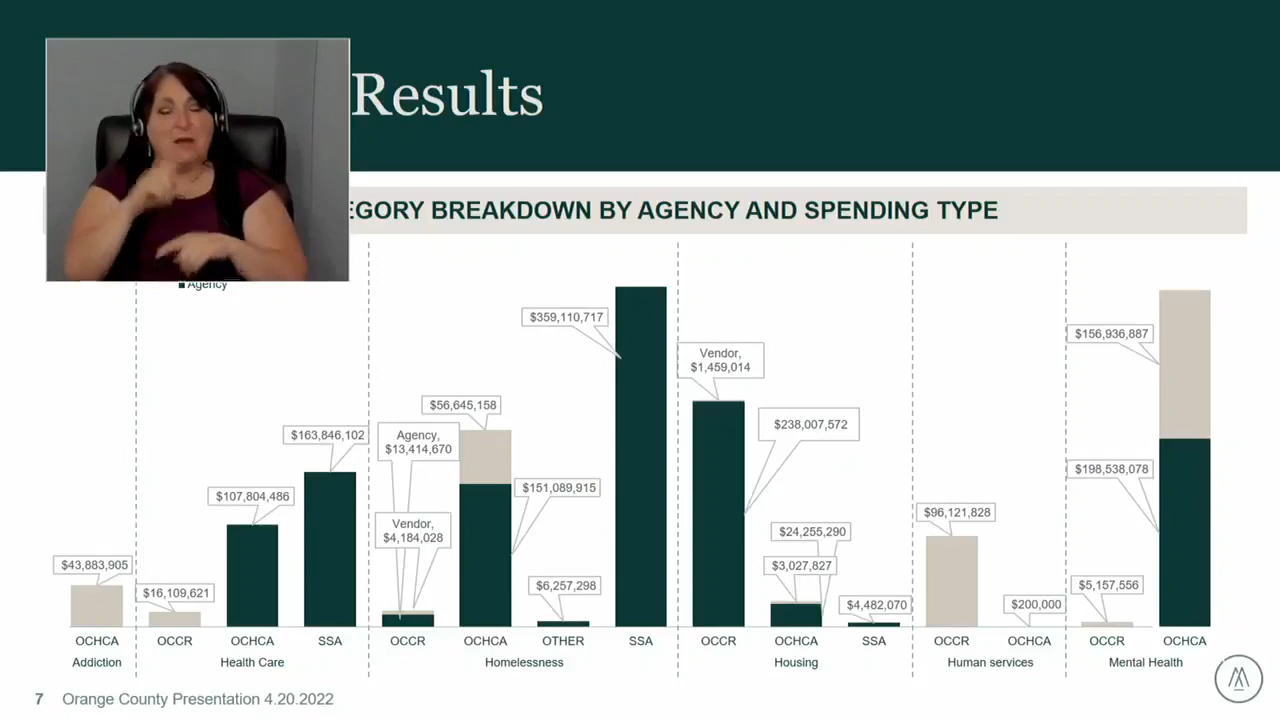 Results
EGORY BREAKDOWN BY AGENCY AND SPENDING TYPE
Agency
$359,110,717
$156,936,887
Vendor,
$1,459,014
$56,645,158
$238,007,572
$163,846,102
Agency,
$13,414,670
$198,538,078
$151,089,915
$107,804,486
$96,121,828
Vendor,
$4,184,028
$24,255,290
$43,883,905
$3,027,827
$16,109,621
$6,257,298
$5,157,556
$4,482,070
$200,000
OCHCA OCCR OCHCA SSA OCCR OCHCA OTHER SSA OCCR OCHCA SSA OCCR OCHCA OCCR OCHCA
Addiction Health Care Homelessness Housing Human services Mental Health
7 Orange County Presentation 4.20.2022